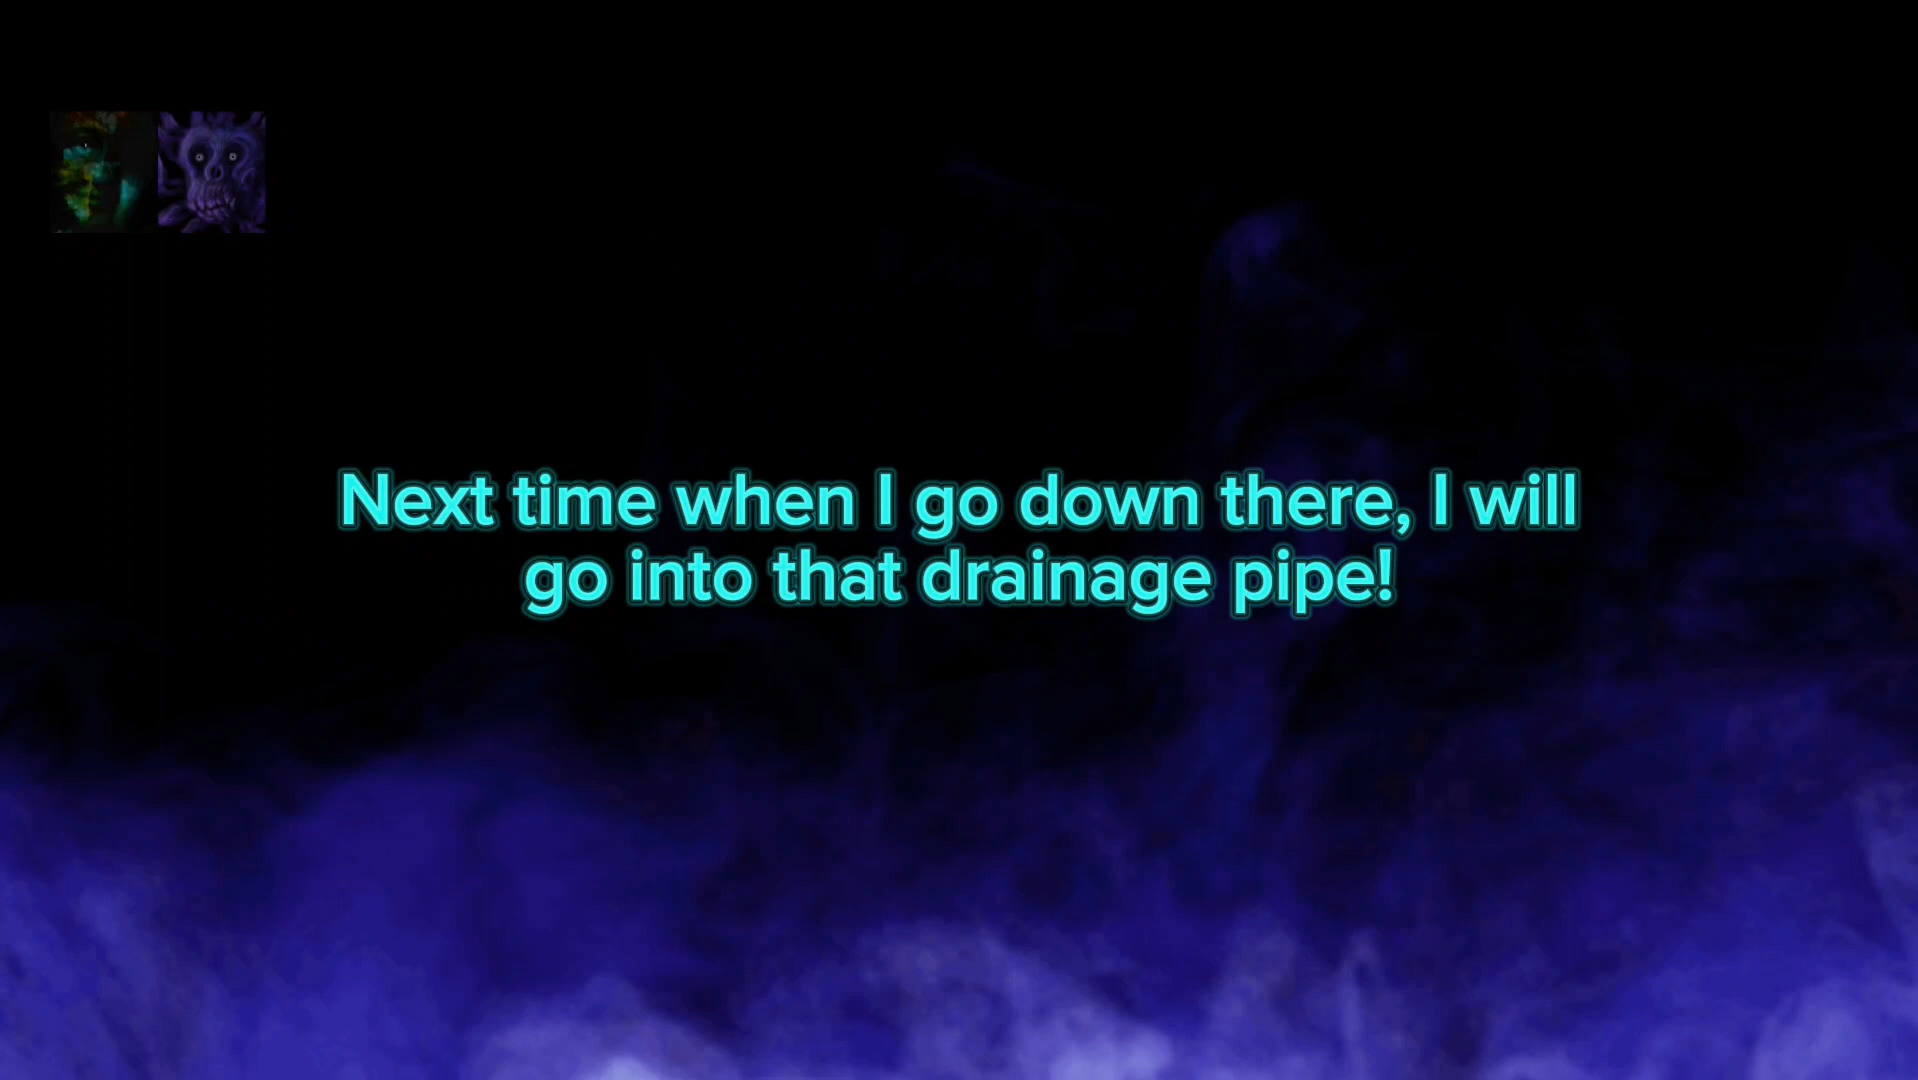 Next time when I go down there, I will
go into that drainage pipe!